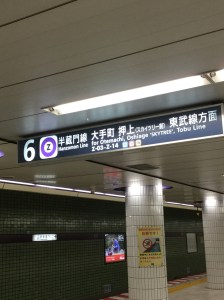 6 Z 半蔵門線 大手町 押上(スカイツリー前) 東武線方面
Hanzomon Line for Otemachi, Oshiage 'SKYTREE', Tobu Line
Z-03-Z-14